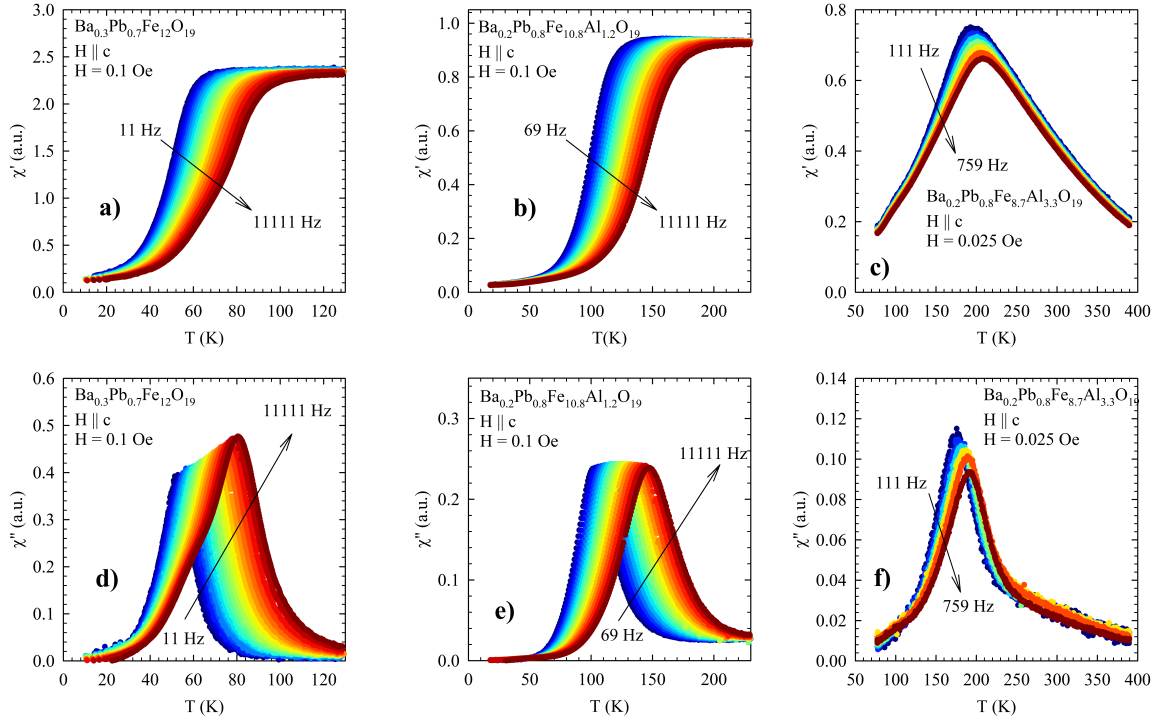 Ba0.3Pb0.7Fe12O19
H || c
H = 0.1 Oe
11 Hz
11111 Hz
a)
χ' (a.u.)
0.0
0.5
1.0
1.5
2.0
2.5
3.0
0 20 40 60 80 100 120
T (K)
Ba0.2Pb0.8Fe10.8Al1.2O19
H || c
H = 0.1 Oe
69 Hz
11111 Hz
b)
χ' (a.u.)
0.0
0.2
0.4
0.6
0.8
1.0
0 50 100 150 200
T(K)
111 Hz
759 Hz
Ba0.2Pb0.8Fe8.7Al3.3O19
H || c
H = 0.025 Oe
c)
χ' (a.u.)
0.0
0.2
0.4
0.6
0.8
50 100 150 200 250 300 350 400
T (K)
Ba0.3Pb0.7Fe12O19
H || c
H = 0.1 Oe
11111 Hz
11 Hz
d)
χ'' (a.u.)
0.0
0.1
0.2
0.3
0.4
0.5
0.6
0 20 40 60 80 100 120
T (K)
Ba0.2Pb0.8Fe10.8Al1.2O19
H || c
H = 0.1 Oe
11111 Hz
69 Hz
e)
χ'' (a.u.)
0.0
0.1
0.2
0.3
0 50 100 150 200
T (K)
Ba0.2Pb0.8Fe8.7Al3.3O19
H || c
H = 0.025 Oe
111 Hz
759 Hz
f)
χ'' (a.u.)
0.00
0.02
0.04
0.06
0.08
0.10
0.12
0.14
50 100 150 200 250 300 350 400
T (K)